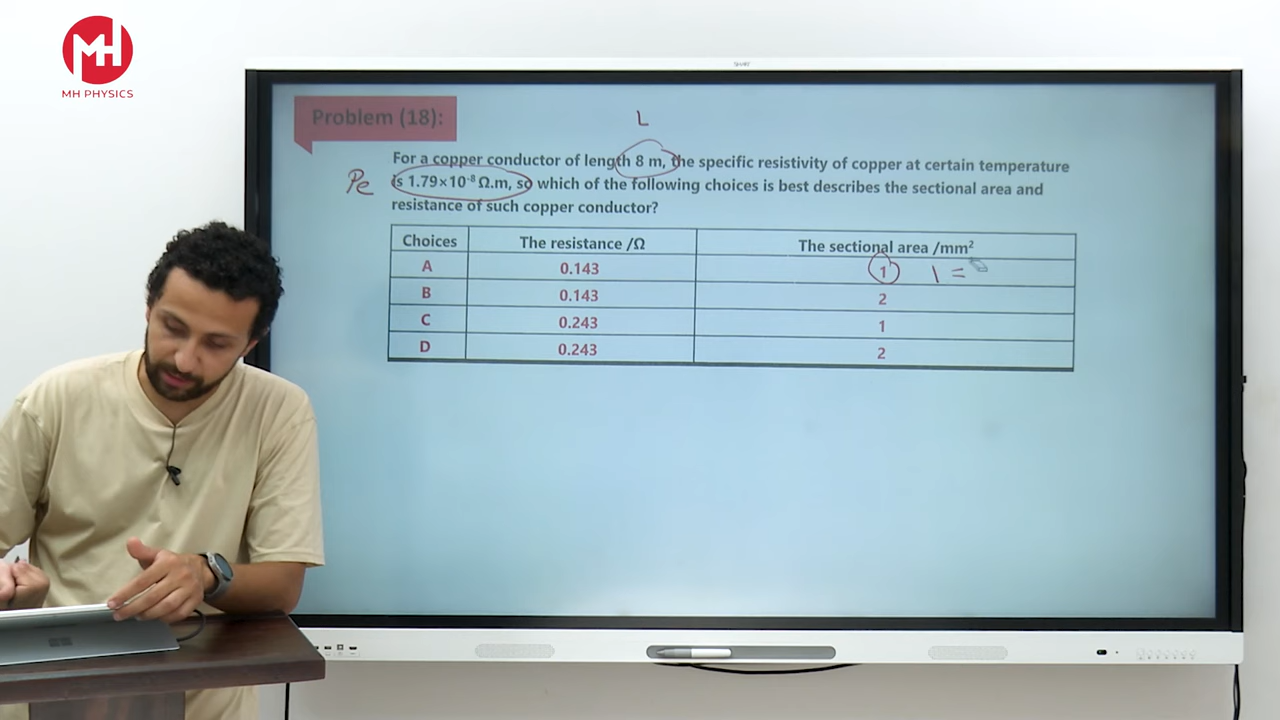 MH
MH PHYSICS
SHARP
Problem (18):
L
For a copper conductor of length 8 m, the specific resistivity of copper at certain temperature
Pe is 1.79×10⁻⁸ Ω.m, so which of the following choices is best describes the sectional area and
resistance of such copper conductor?
Choices The resistance /Ω The sectional area /mm²
A 0.143 1 1 =
B 0.143 2
C 0.243 1
D 0.243 2